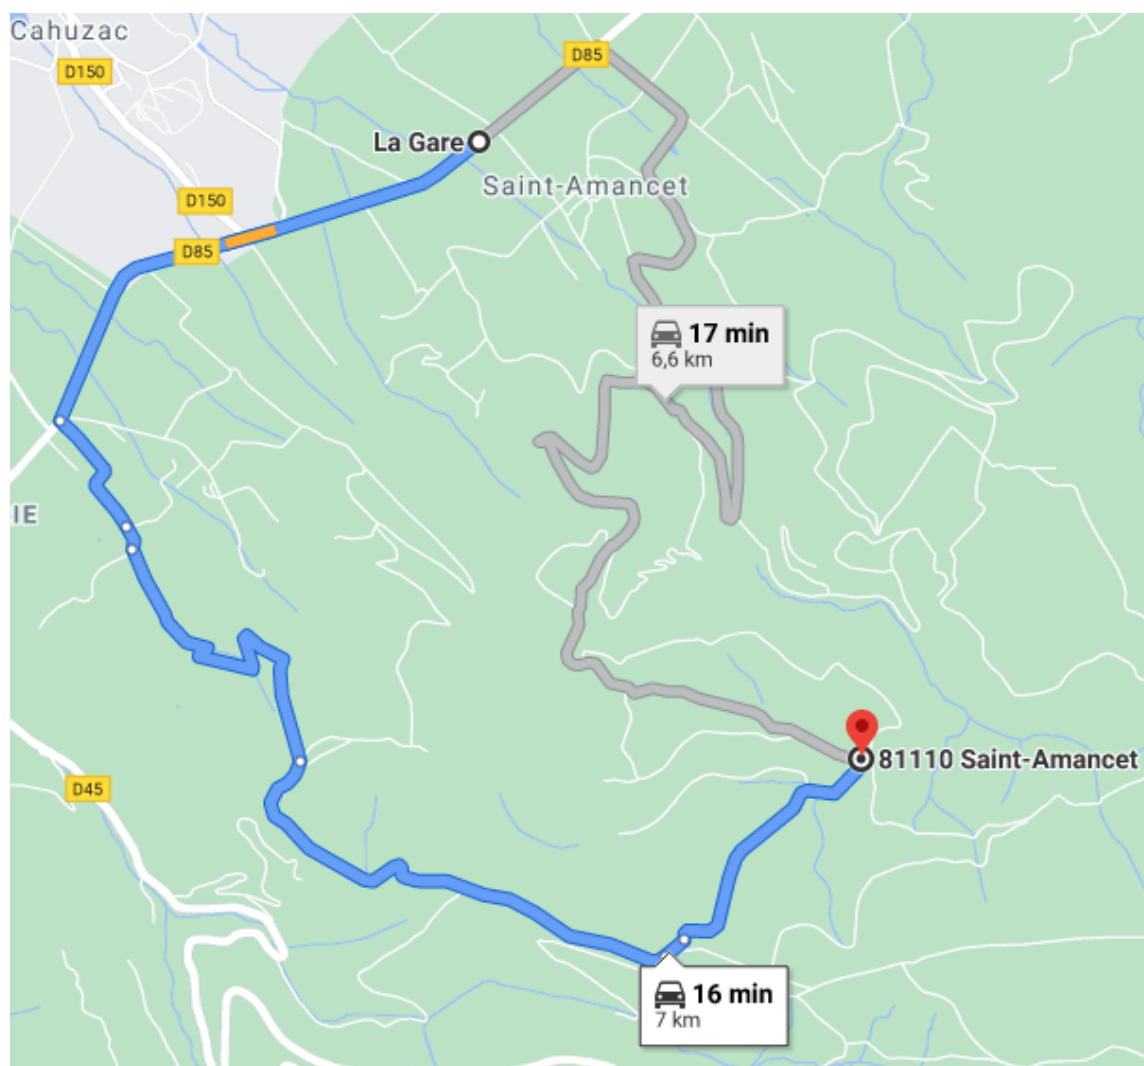 Cahuzac
D150
D85
La Gare
Saint-Amancet
D150
D85
17 min
6,6 km
IE
81110 Saint-Amancet
D45
16 min
7 km